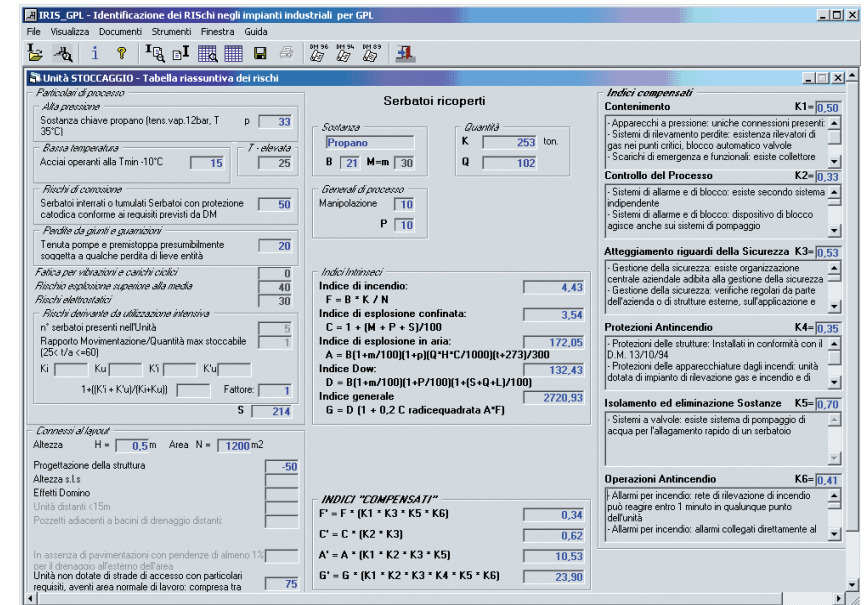 IRIS_GPL - Identificazione dei RISchi negli impianti industriali per GPL
File Visualizza Documenti Strumenti Finestra Guida
DM 96 DM 94 DM 89
Unità STOCCAGGIO - Tabella riassuntiva dei rischi
Particolari di processo
Alta pressione
Sostanza chiave propano (tens.vap.12bar, T 35°C) p 33
Bassa temperatura
Acciai operanti alla Tmin -10°C 15
T - elevata
25
Rischi di corrosione
Serbatoi interrati o tumulati Serbatoi con protezione
catodica conforme ai requisiti previsti da DM 50
Perdite da giunti e guarnizioni
Tenuta pompe e premistoppa presumibilmente
soggetta a qualche perdita di lieve entità 20
Fatica per vibrazioni e carichi ciclici 0
Rischio esplosione superiore alla media 40
Rischi elettrostatici 30
Rischi derivante da utilizzazione intensiva
n° serbatoi presenti nell'Unità 5
Rapporto Movimentazione/Quantità max stoccabile
(25< t/a <=60) 1
Ki Ku K'i K'u
1+((K'i + K'u)/(Ki+Ku)) Fattore: 1
S 214
Connessi al layout
Altezza H = 0,5 m Area N = 1200 m2
Progettazione della struttura -50
Altezza s.l.s
Effetti Domino
Unità distanti <15m
Pozzetti adiacenti a bacini di drenaggio distanti:
In assenza di pavimentazioni con pendenze di almeno 1%
per il drenaggio all'esterno dell'area
Unità non dotate di strade di accesso con particolari
requisiti, aventi area normale di lavoro: compresa tra 75
Serbatoi ricoperti
Sostanza
Propano
B 21 M=m 30
Quantità
K 253 ton.
Q 102
Generali di processo
Manipolazione 10
P 10
Indici Intrinseci
Indice di incendio: 4,43
F = B * K / N
Indice di esplosione confinata: 3,54
C = 1 + (M + P + S)/100
Indice di esplosione in aria: 172,05
A = B(1+m/100)(1+p)(Q*H*C/1000)(t+273)/300
Indice Dow: 132,43
D = B(1+m/100)(1+P/100)(1+(S+Q+L)/100)
Indice generale 2720,93
G = D (1 + 0,2 C radicequadrata A*F)
INDICI "COMPENSATI"
F' = F * (K1 * K3 * K5 * K6) 0,34
C' = C * (K2 * K3) 0,62
A' = A * (K1 * K2 * K3 * K5) 10,53
G' = G * (K1 * K2 * K3 * K4 * K5 * K6) 23,90
Indici compensati
Contenimento K1= 0,50
- Apparecchi a pressione: uniche connessioni presenti:
- Sistemi di rilevamento perdite: esistenza rilevatori di
gas nei punti critici, blocco automatico valvole
- Scarichi di emergenza e funzionali: esiste collettore
Controllo del Processo K2= 0,33
- Sistemi di allarme e di blocco: esiste secondo sistema
indipendente
- Sistemi di allarme e di blocco: dispositivo di blocco
agisce anche sui sistemi di pompaggio
Atteggiamento riguardi della Sicurezza K3= 0,53
- Gestione della sicurezza: esiste organizzazione
centrale aziendale adibita alla gestione della sicurezza
- Gestione della sicurezza: verifiche regolari da parte
dell'azienda o di strutture esterne, sull'applicazione e
Protezioni Antincendio K4= 0,35
- Protezioni delle strutture: Installati in conformità con il
D.M. 13/10/94
- Protezioni delle apparecchiature dagli incendi: unità
dotata di impianto di rilevazione gas e incendio e di
Isolamento ed eliminazione Sostanze K5= 0,70
- Sistemi a valvole: esiste sistema di pompaggio di
acqua per l'allagamento rapido di un serbatoio
Operazioni Antincendio K6= 0,41
- Allarmi per incendio: rete di rilevazione di incendio
può reagire entro 1 minuto in qualunque punto
dell'unità
- Allarmi per incendio: allarmi collegati direttamente al